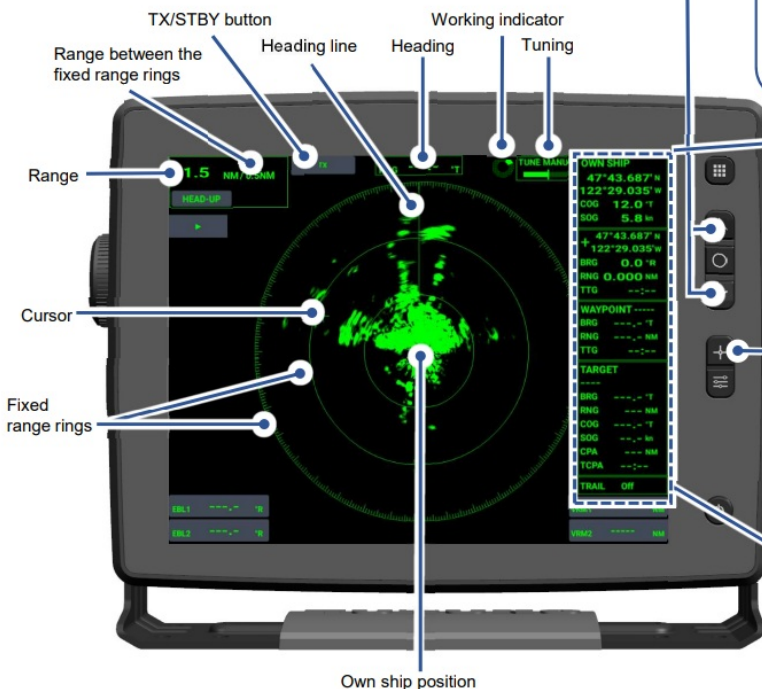 TX/STBY button
Working indicator
Range between the
fixed range rings
Heading line
Heading
Tuning
Range
Cursor
Fixed
range rings
Own ship position
1.5 NM/ 0.5NM
TX
°T
TUNE MANU
HEAD-UP
OWN SHIP
47°43.687'N
122°29.035'W
COG 12.0 °T
SOG 5.8 kn
+ 47°43.687'N
122°29.035'W
BRG 0.0 °R
RNG 0.000 NM
TTG --:--
WAYPOINT -----
BRG ---.- °T
RNG ---.-- NM
TTG --:--
TARGET
----
BRG ---.- °T
RNG --- NM
COG ---.- °T
SOG --.- kn
CPA --- NM
TCPA --:--
TRAIL Off
EBL1 ---.- °R
EBL2 ---.- °R
VRM1 NM
VRM2 ----- NM